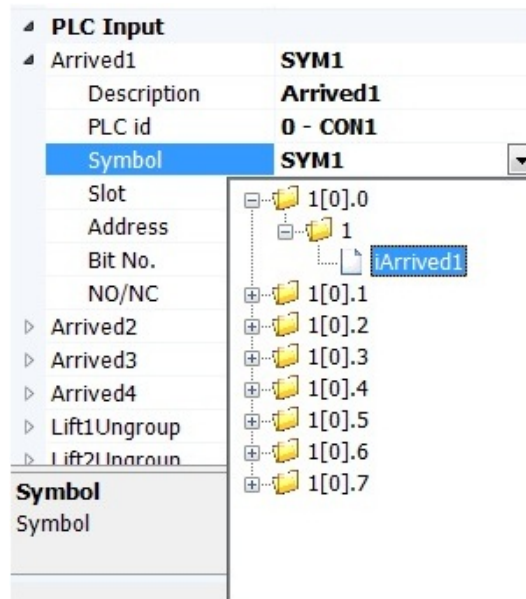 PLC Input
Arrived1 SYM1
Description Arrived1
PLC id 0 - CON1
Symbol SYM1
Slot
Address
Bit No.
NO/NC
Arrived2
Arrived3
Arrived4
Lift1Ungroup
Lift2Ungroup
1[0].0
1
iArrived1
1[0].1
1[0].2
1[0].3
1[0].4
1[0].5
1[0].6
1[0].7
Symbol
Symbol